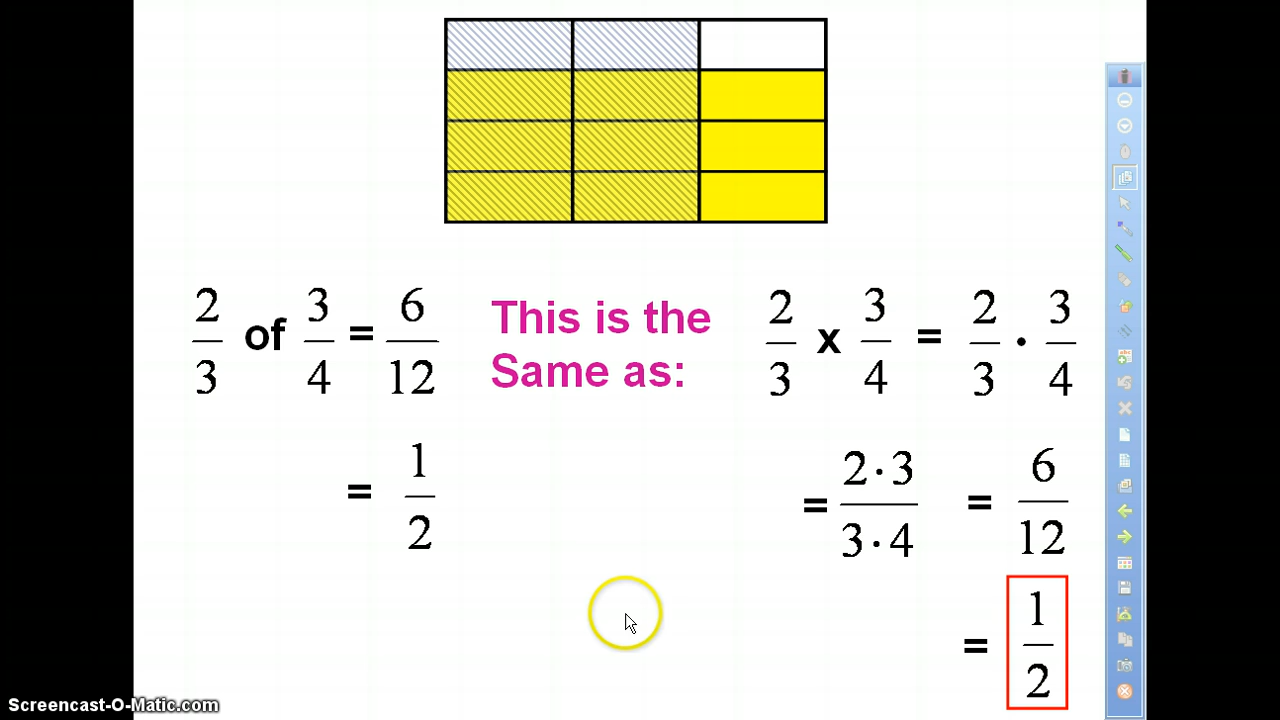 2/3 of 3/4 = 6/12
= 1/2
This is the
Same as:
2/3 x 3/4 = 2/3 · 3/4
= 2·3/3·4 = 6/12
= 1/2
Screencast-O-Matic.com